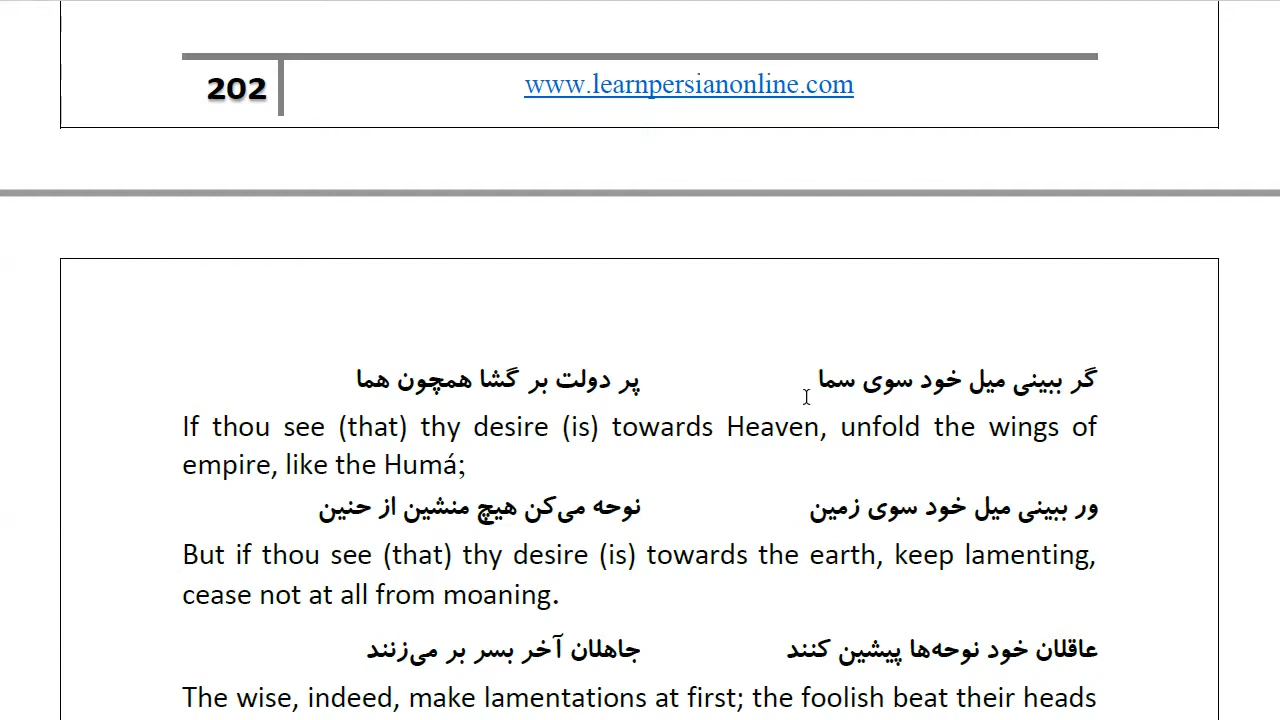 202
www.learnpersianonline.com
گر ببینی میل خود سوی سما پر دولت بر گشا همچون هما
If thou see (that) thy desire (is) towards Heaven, unfold the wings of
empire, like the Humá;
ور ببینی میل خود سوی زمین نوحه می‌کن هیچ منشین از حنین
But if thou see (that) thy desire (is) towards the earth, keep lamenting,
cease not at all from moaning.
عاقلان خود نوحه‌ها پیشین کنند جاهلان آخر بسر بر می‌زنند
The wise, indeed, make lamentations at first; the foolish beat their heads